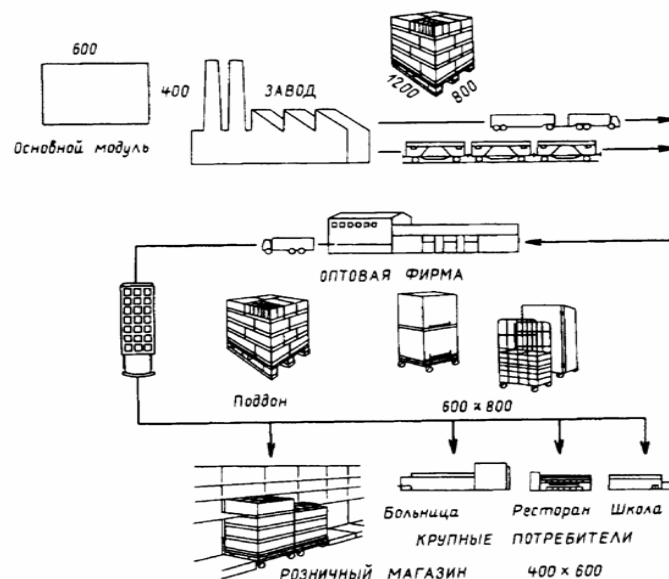 600
400
Основной модуль
ЗАВОД
1200
800
ОПТОВАЯ ФИРМА
Поддон
600 × 800
Больница
Ресторан
Школа
КРУПНЫЕ ПОТРЕБИТЕЛИ
РОЗНИЧНЫЙ МАГАЗИН
400 × 600